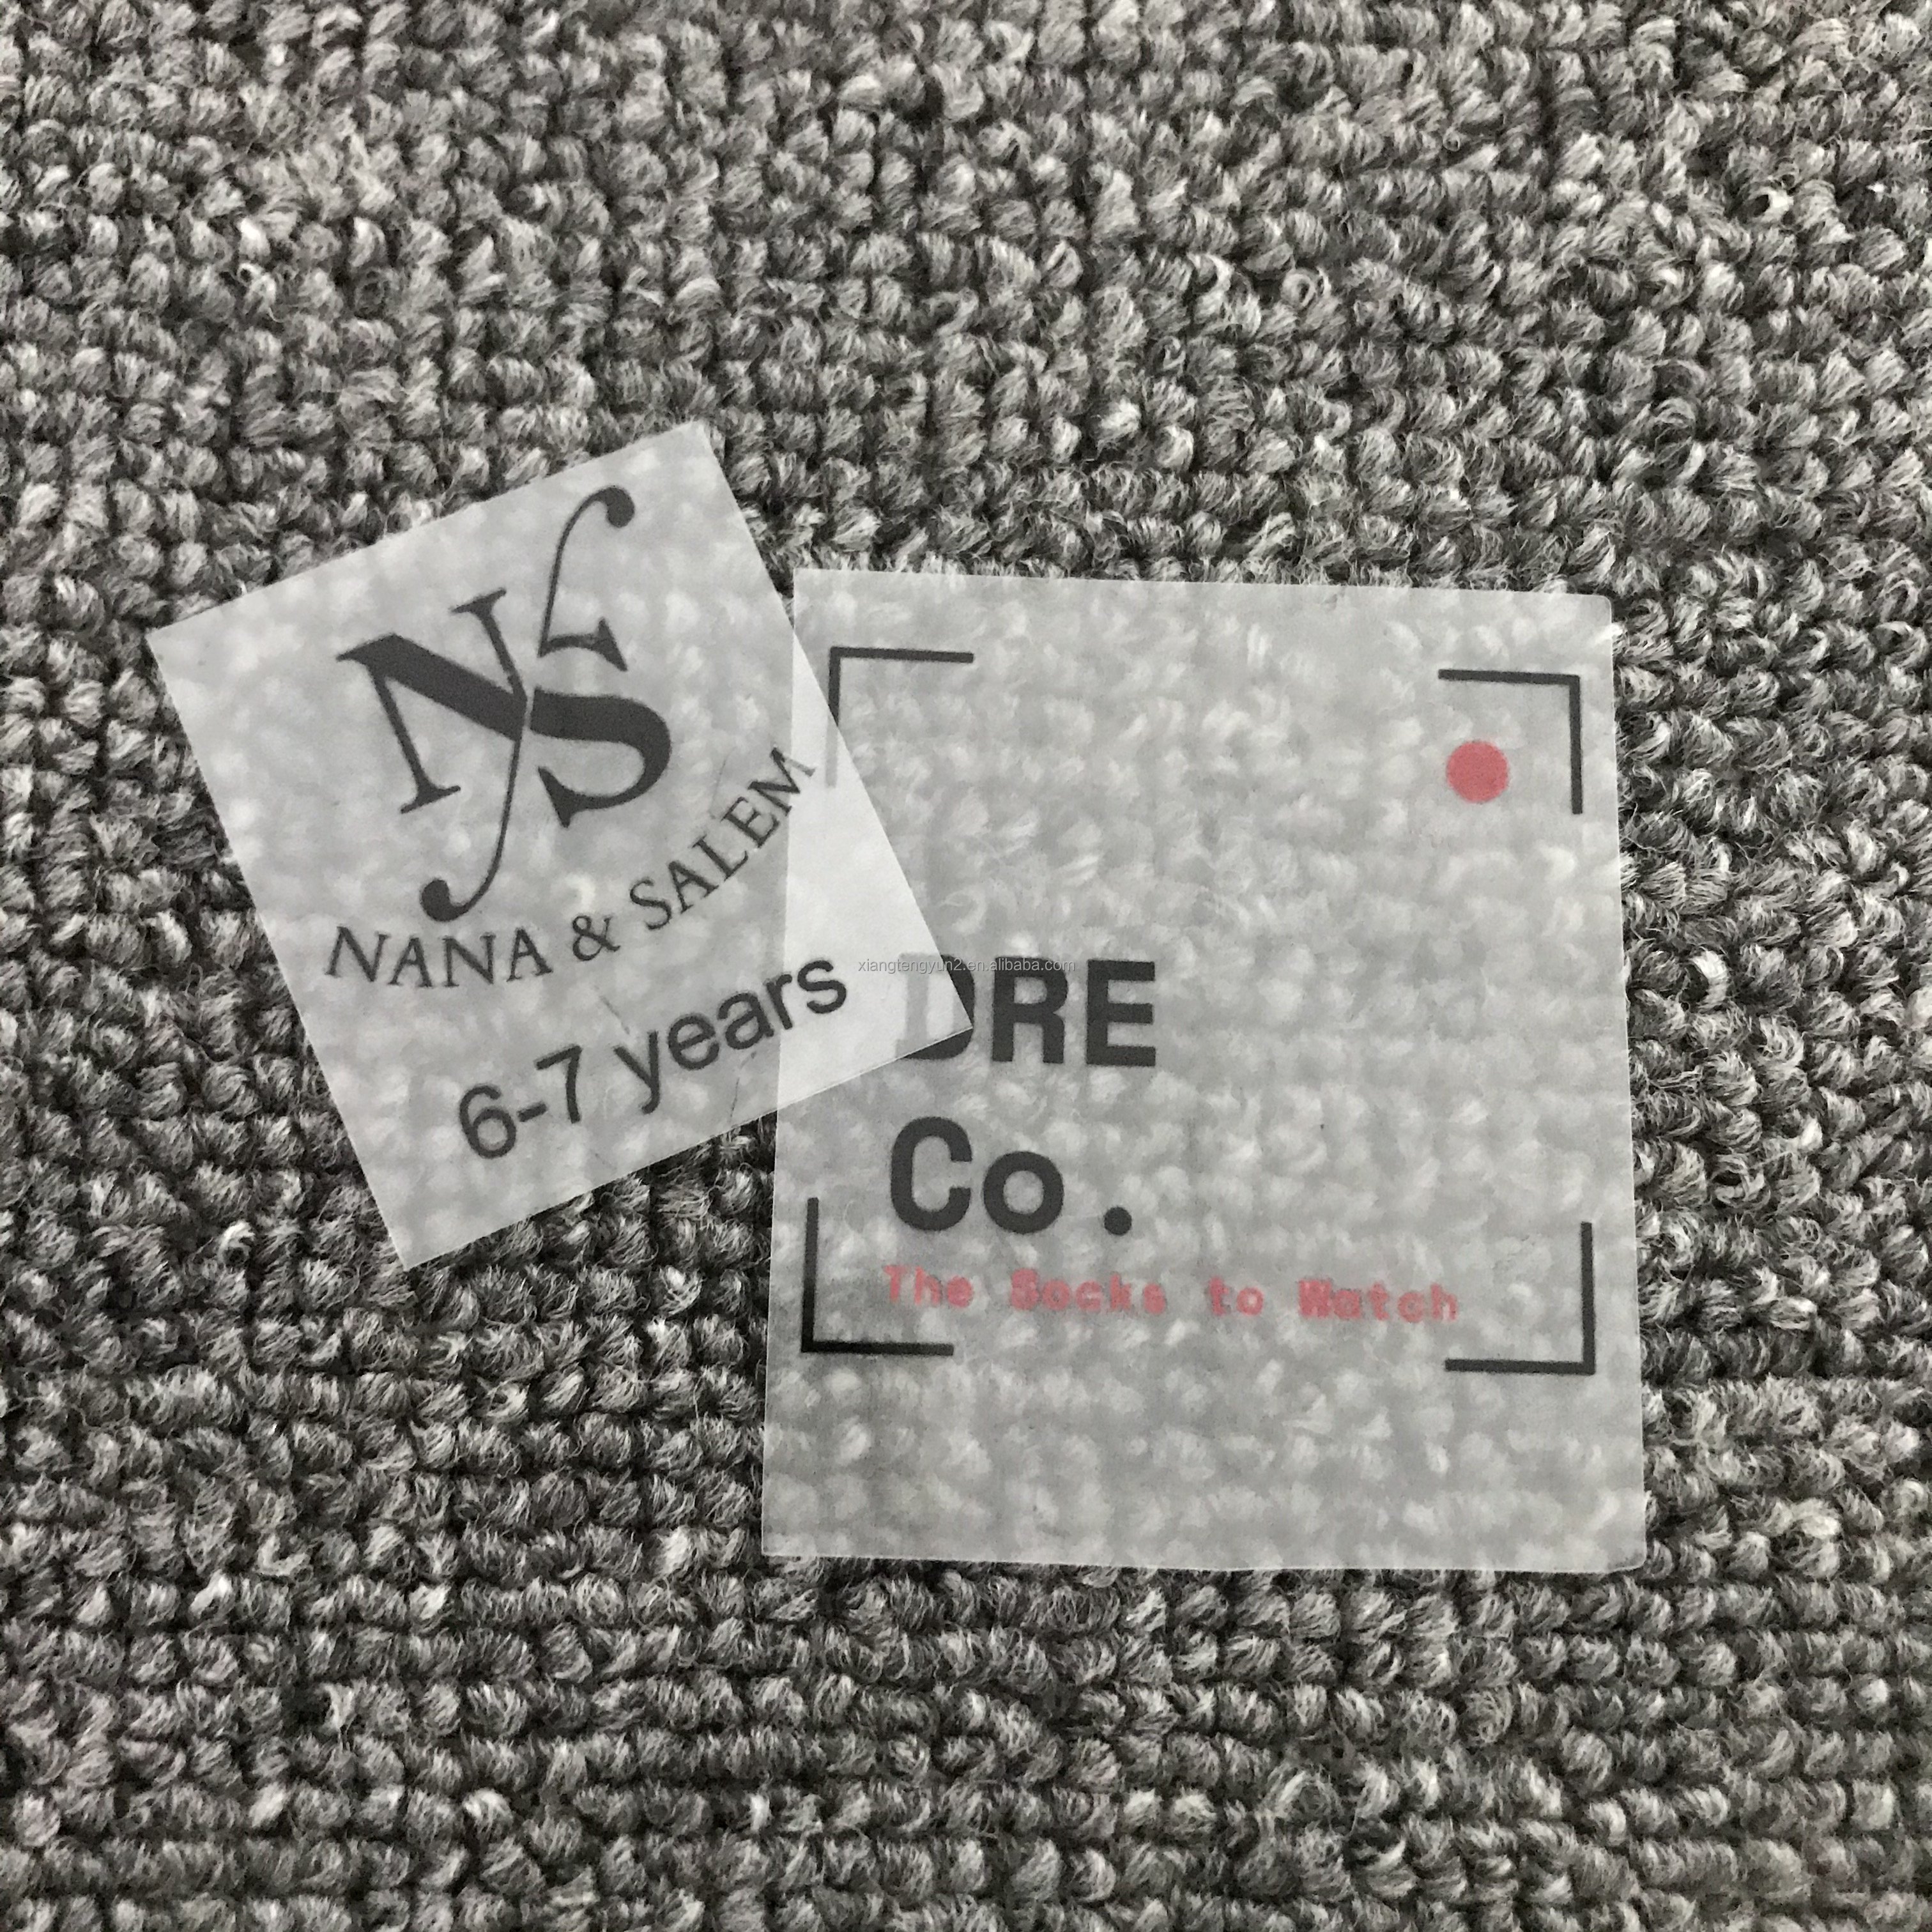 NS
NANA & SALEM
6-7 years
xiangtengyun2.en.alibaba.com
DRE
Co.
The Socks to Watch